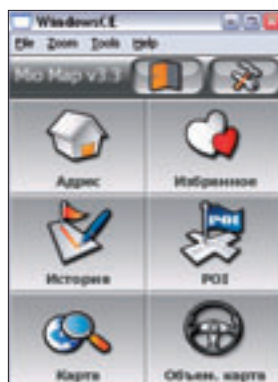 WindowsCE
File Zoom Tools Help
Mio Map v3.3
Адрес Избранное
POI
История POI
Карта Объем. карта